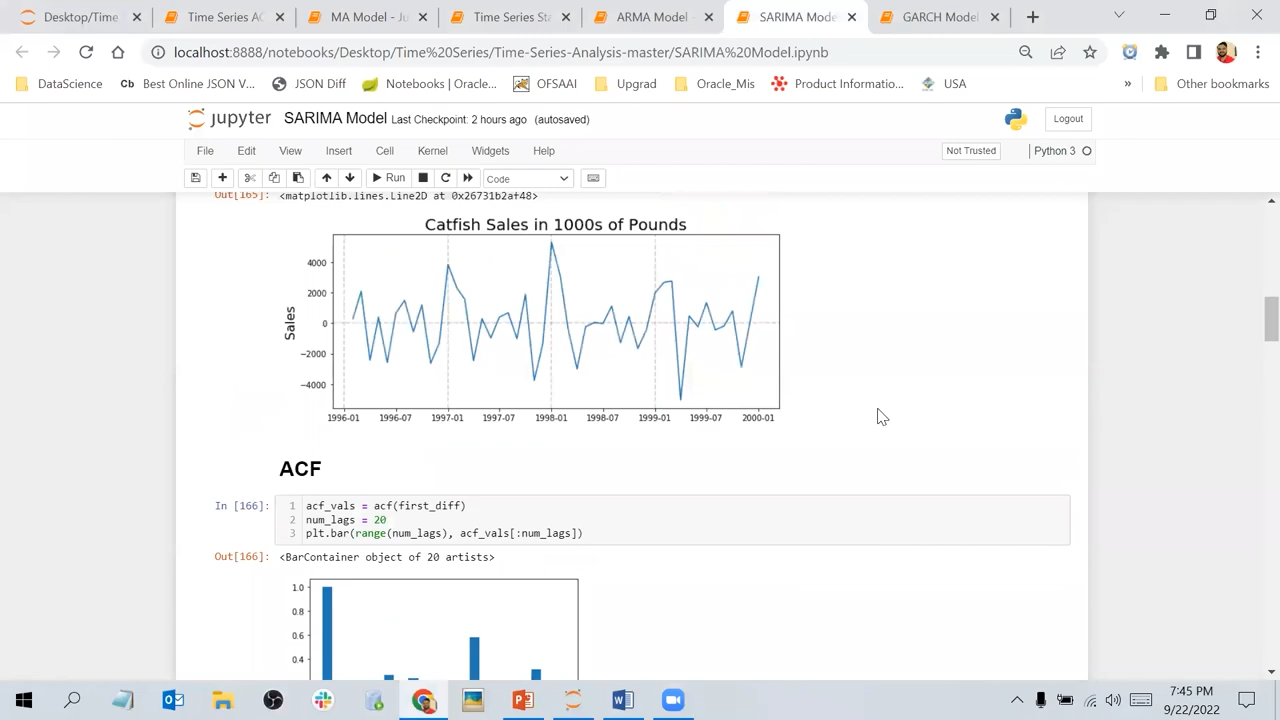 Desktop/Time
Time Series AC
MA Model - Ju
Time Series Sta
ARMA Model -
SARIMA Mode
GARCH Model
localhost:8888/notebooks/Desktop/Time%20Series/Time-Series-Analysis-master/SARIMA%20Model.ipynb
DataScience
Cb Best Online JSON V...
JSON Diff
Notebooks | Oracle...
OFSAAI
Upgrad
Oracle_Mis
Product Informatio...
USA
»
Other bookmarks
jupyter SARIMA Model Last Checkpoint: 2 hours ago (autosaved)
Logout
File Edit View Insert Cell Kernel Widgets Help
Not Trusted
Python 3
Run
Code
Out[165]: <matplotlib.lines.Line2D at 0x26731b2af48>
Catfish Sales in 1000s of Pounds
4000
2000
0
−2000
−4000
Sales
1996-01 1996-07 1997-01 1997-07 1998-01 1998-07 1999-01 1999-07 2000-01
ACF
In [166]:
1 acf_vals = acf(first_diff)
2 num_lags = 20
3 plt.bar(range(num_lags), acf_vals[:num_lags])
Out[166]: <BarContainer object of 20 artists>
1.0
0.8
0.6
0.4
7:45 PM
9/22/2022